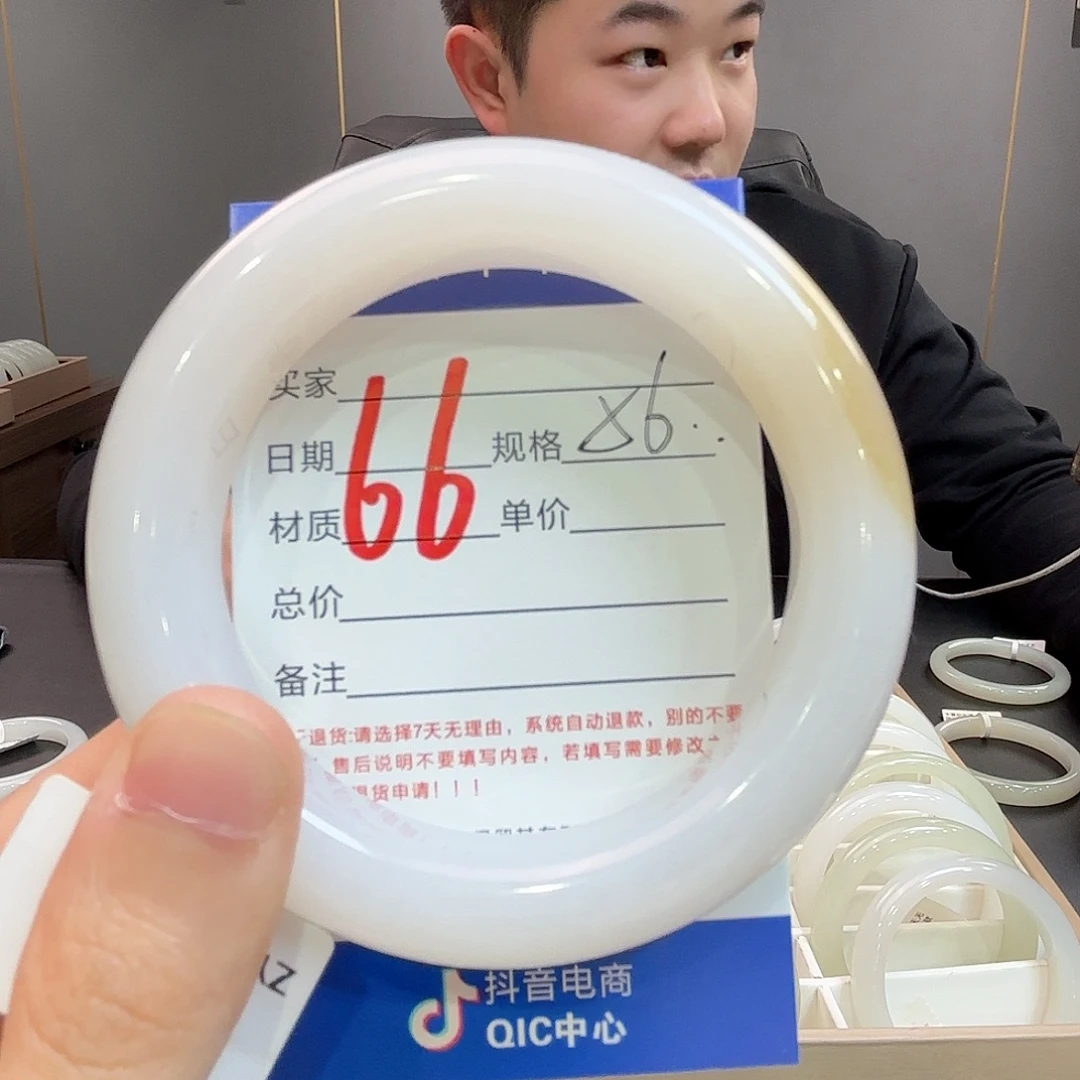 买家
日期 规格 86..
66
材质 单价
总价
备注
退货:请选择7天无理由，系统自动退款，别的不要
售后说明不要填写内容，若填写需要修改
退货申请！！！
抖音电商
QIC中心
ZY